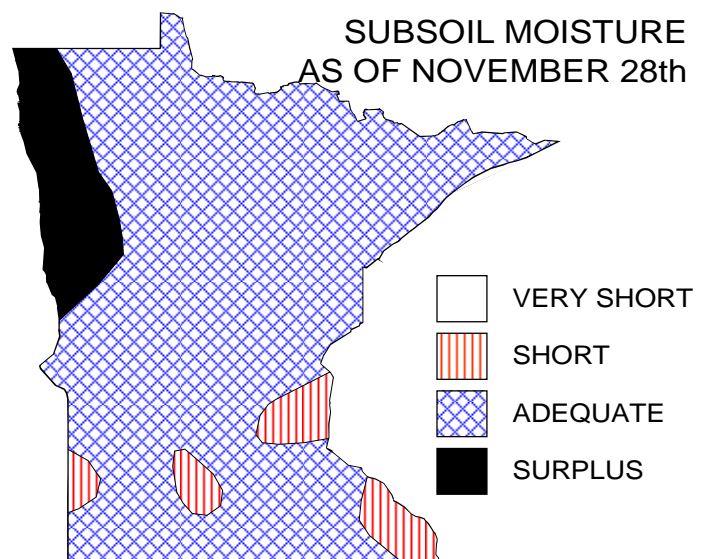 SUBSOIL MOISTURE
AS OF NOVEMBER 28th
VERY SHORT
SHORT
ADEQUATE
SURPLUS